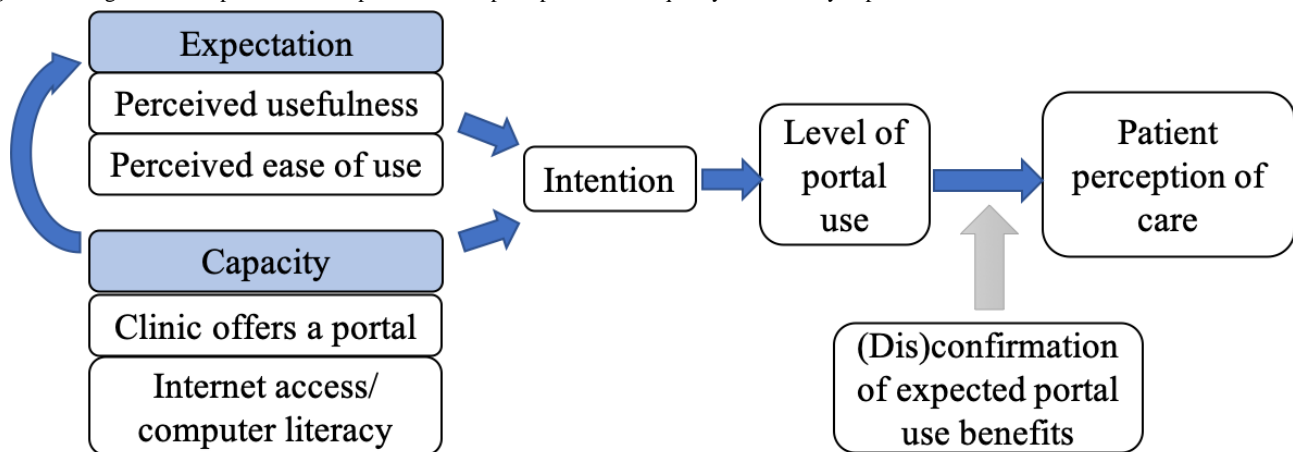 Expectation
Perceived usefulness
Perceived ease of use
Capacity
Clinic offers a portal
Internet access/
computer literacy
Intention
Level of
portal
use
Patient
perception of
care
(Dis)confirmation
of expected portal
use benefits